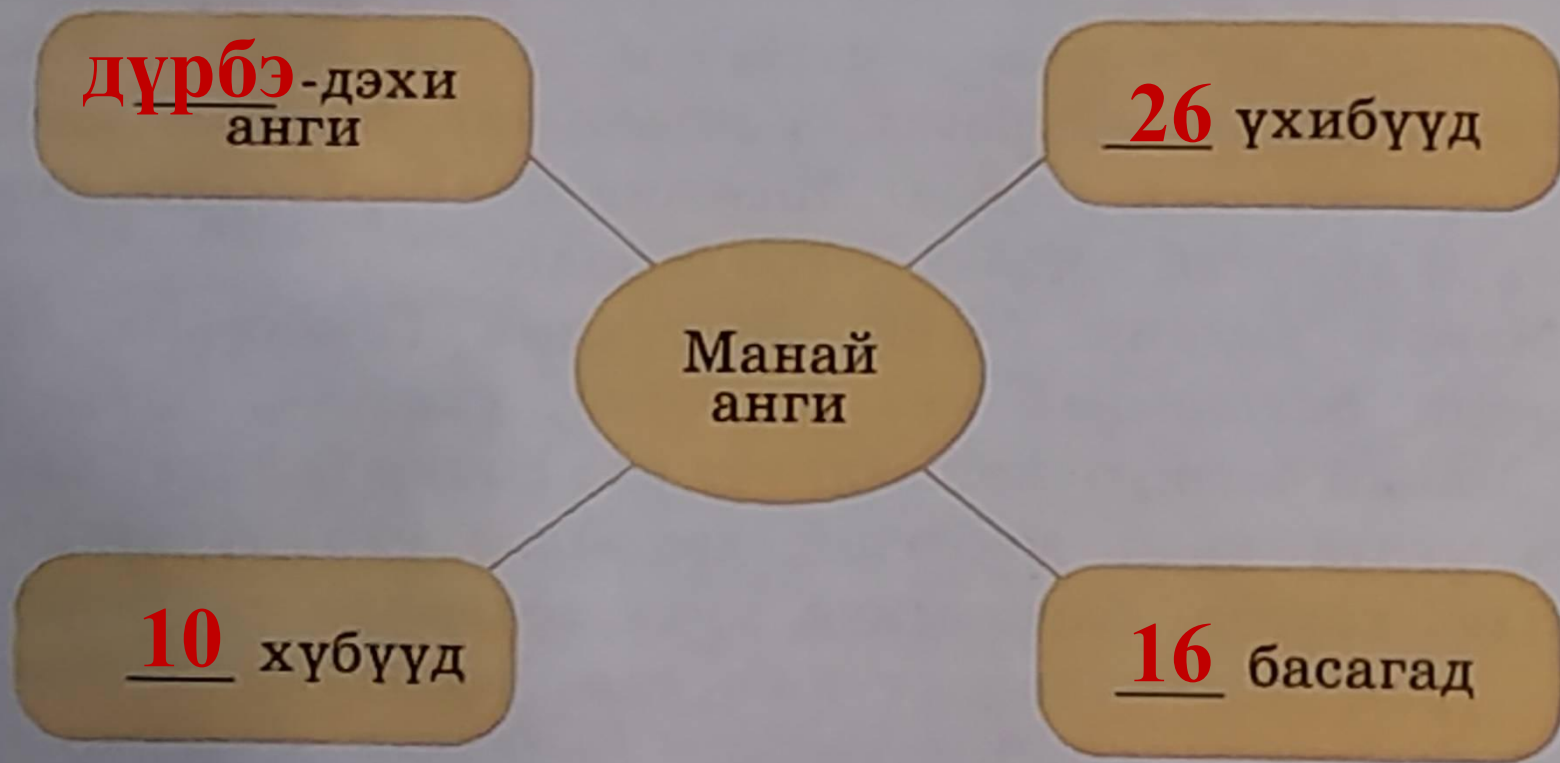 дүрбэ-дэхи
анги
26 үхибүүд
Манай
анги
10 хүбүүд
16 басагад